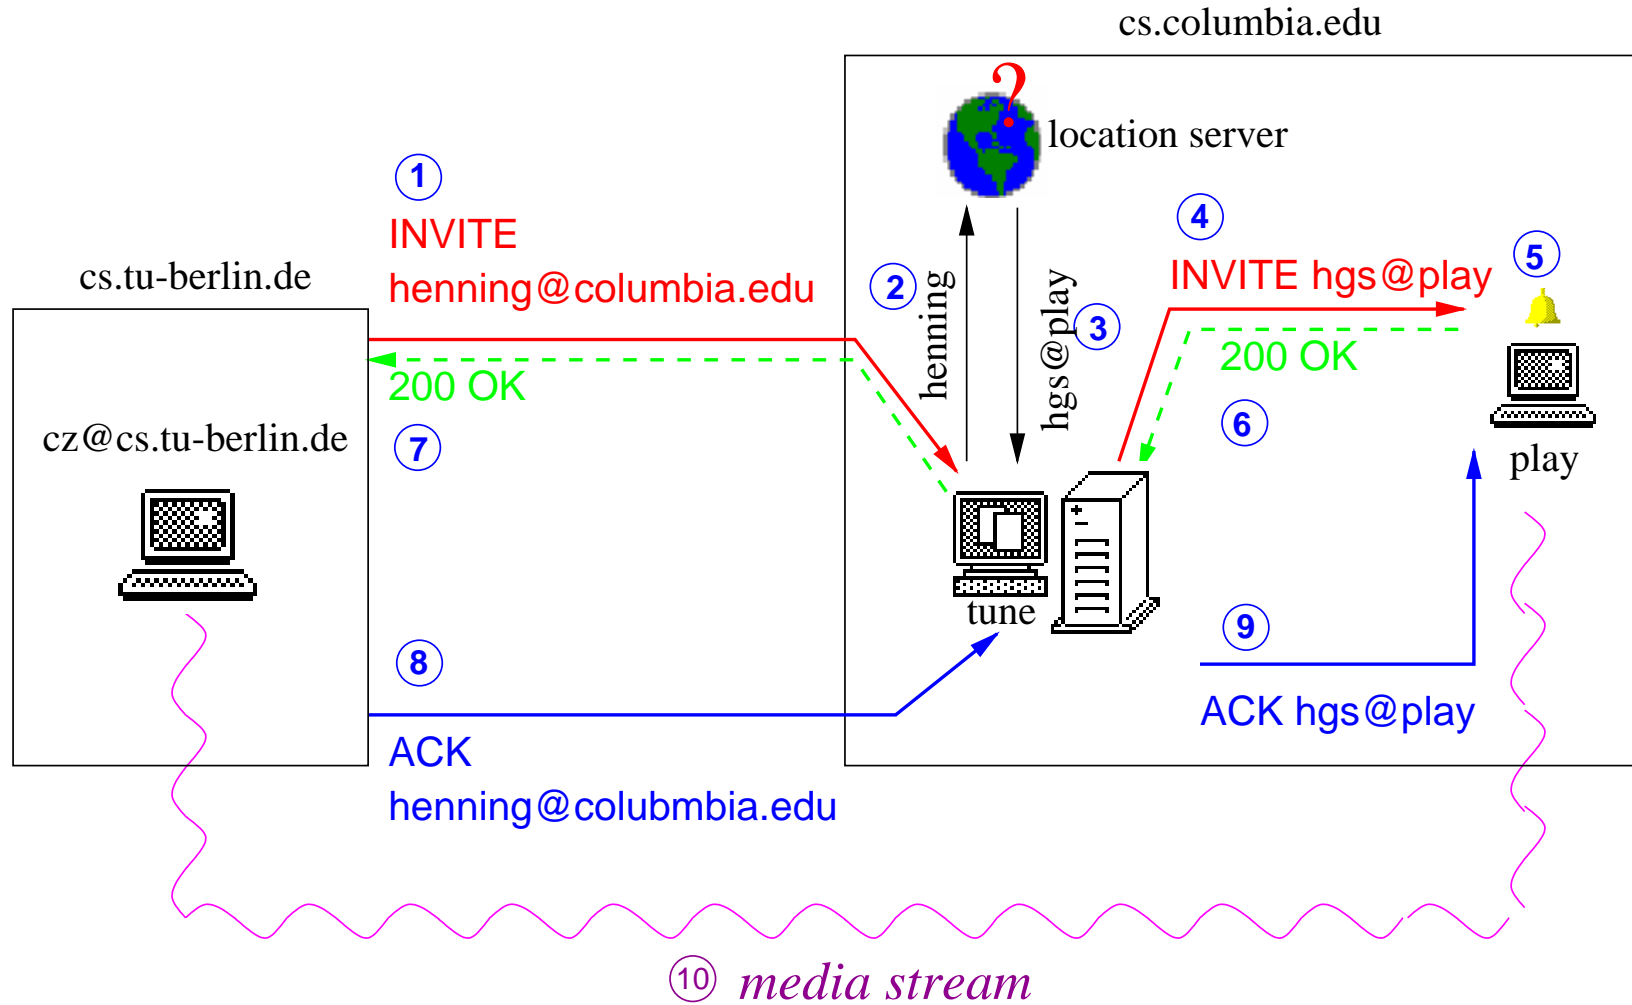 cs.columbia.edu
?
location server
1
INVITE
henning@columbia.edu
cs.tu-berlin.de
200 OK
7
cz@cs.tu-berlin.de
2
henning
hgs@play
3
4
INVITE hgs@play
5
200 OK
6
play
tune
8
ACK
henning@colubmbia.edu
9
ACK hgs@play
10 media stream